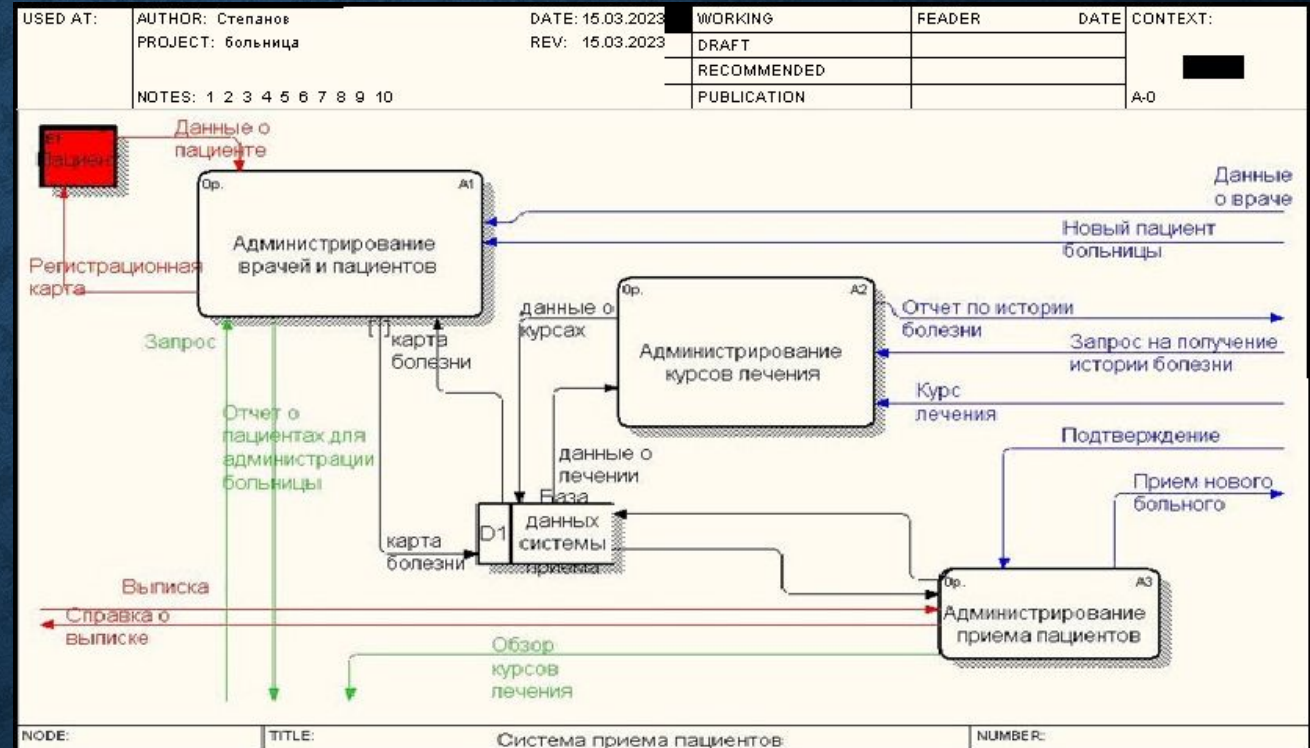 USED AT:
AUTHOR: Степанов
DATE: 15.03.2023
PROJECT: больница
REV: 15.03.2023
NOTES: 1 2 3 4 5 6 7 8 9 10
WORKING
DRAFT
RECOMMENDED
PUBLICATION
FEADER
DATE
CONTEXT:
A-0
E1
Пациент
Данные о
пациенте
0р.
A1
Администрирование
врачей и пациентов
Данные
о враче
Новый пациент
больницы
Регистрационная
карта
Запрос
карта
болезни
данные о
курсах
0р.
A2
Администрирование
курсов лечения
Отчет по истории
болезни
Запрос на получение
истории болезни
Курс
лечения
Отчет о
пациентах для
администрации
больницы
данные о
лечении
Подтверждение
Прием нового
больного
D1
База
данных
системы
приема
карта
болезни
0р.
A3
Администрирование
приема пациентов
Выписка
Справка о
выписке
Обзор
курсов
лечения
NODE:
TITLE:
Система приема пациентов
NUMBER: